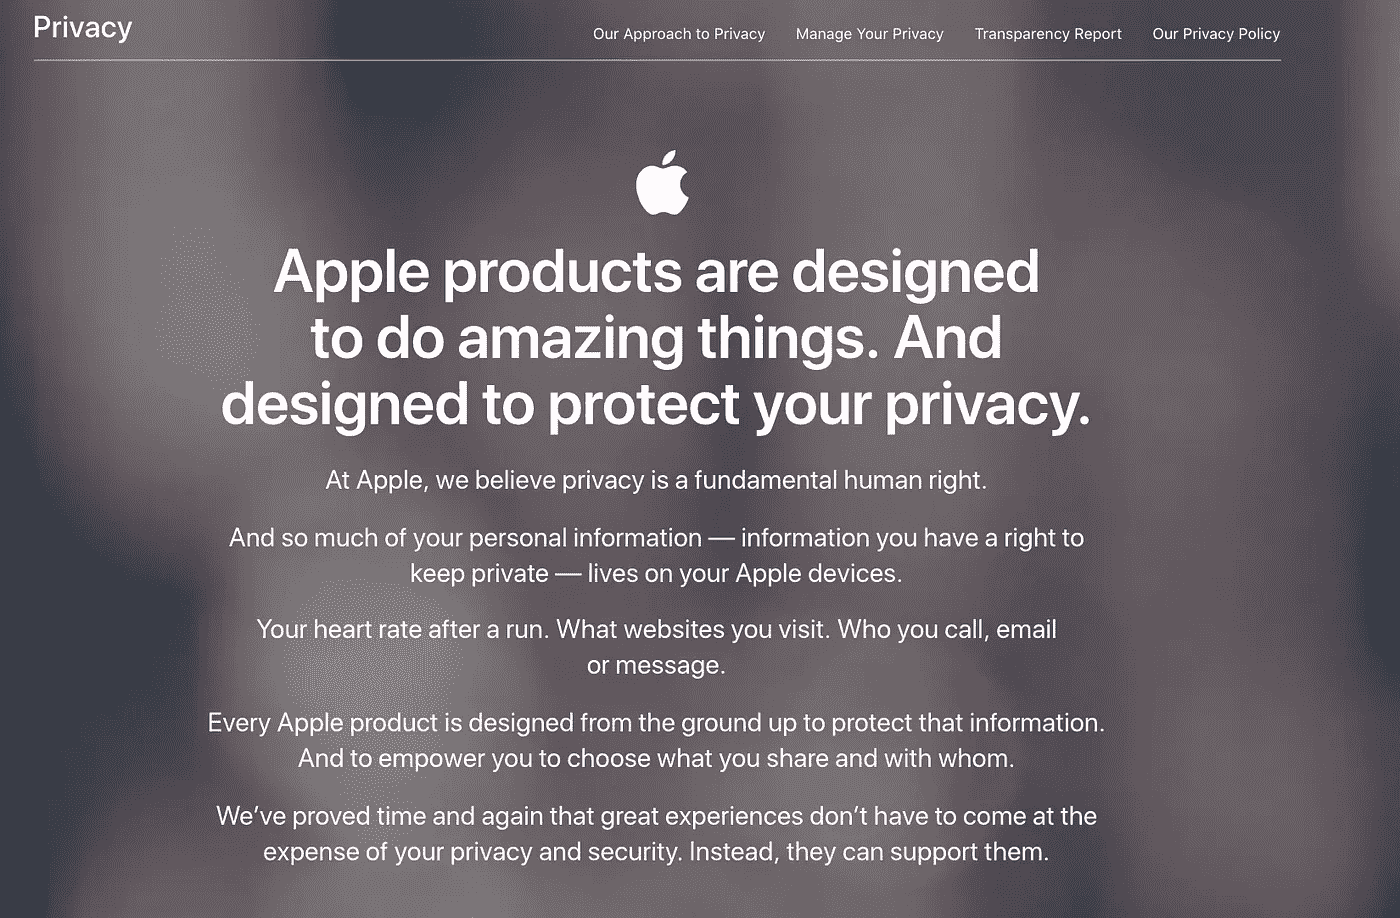 Privacy
Our Approach to Privacy
Manage Your Privacy
Transparency Report
Our Privacy Policy
Apple products are designed
to do amazing things. And
designed to protect your privacy.
At Apple, we believe privacy is a fundamental human right.
And so much of your personal information — information you have a right to
keep private — lives on your Apple devices.
Your heart rate after a run. What websites you visit. Who you call, email
or message.
Every Apple product is designed from the ground up to protect that information.
And to empower you to choose what you share and with whom.
We’ve proved time and again that great experiences don’t have to come at the
expense of your privacy and security. Instead, they can support them.